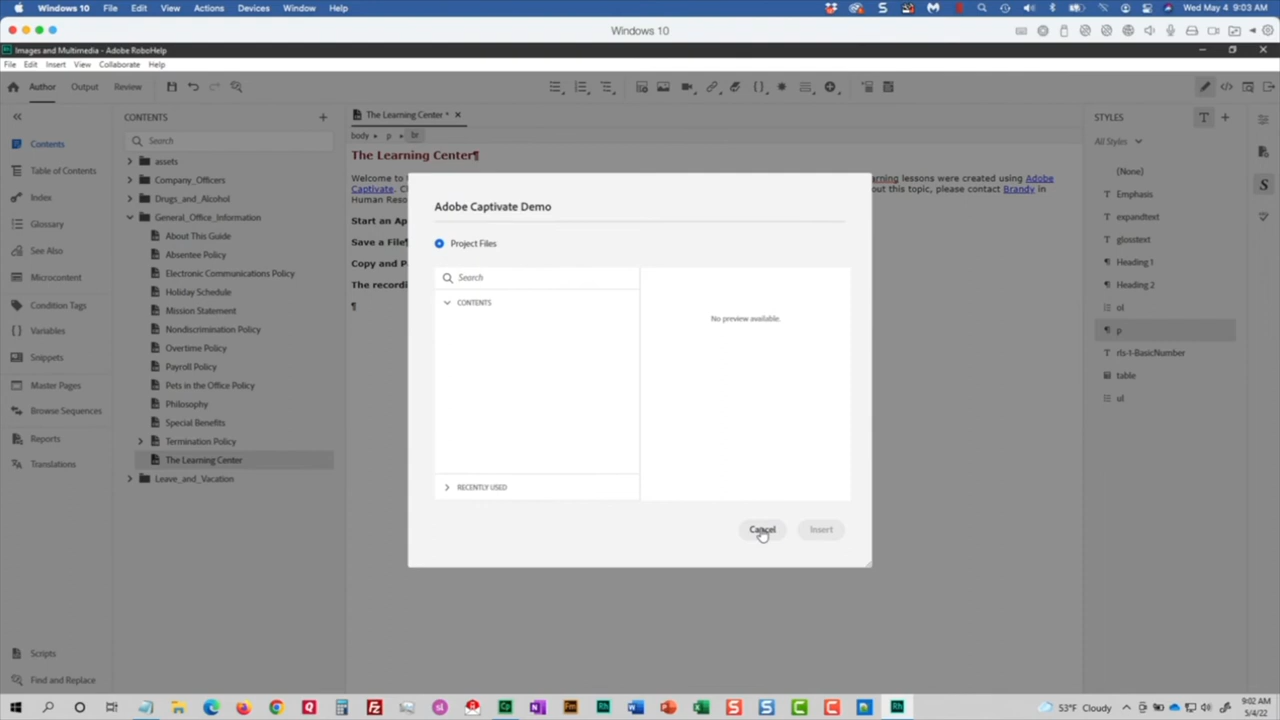 Windows 10 File Edit View Actions Devices Window Help Wed May 4 9:03 AM
Windows 10
Images and Multimedia - Adobe RoboHelp
File Edit Insert View Collaborate Help
Author Output Review
CONTENTS
Search
Contents
Table of Contents
Index
Glossary
See Also
Microcontent
Condition Tags
Variables
Snippets
Master Pages
Browse Sequences
Reports
Translations
Scripts
Find and Replace
assets
Company_Officers
Drugs_and_Alcohol
General_Office_Information
About This Guide
Absentee Policy
Electronic Communications Policy
Holiday Schedule
Mission Statement
Nondiscrimination Policy
Overtime Policy
Payroll Policy
Pets in the Office Policy
Philosophy
Special Benefits
Termination Policy
The Learning Center
Leave_and_Vacation
The Learning Center *
body p br
The Learning Center¶
Welcome to
lessons were created using Adobe
Captivate.
out this topic, please contact Brandy in
Human
Start an
Save a File
Copy and
The
¶
Adobe Captivate Demo
Project Files
Search
CONTENTS
No preview available.
RECENTLY USED
Cancel Insert
STYLES
All Styles
(None)
Emphasis
expandtext
glosstext
Heading 1
Heading 2
ol
p
rls-1-BasicNumber
table
ul
53°F Cloudy
9:02 AM
5/4/22